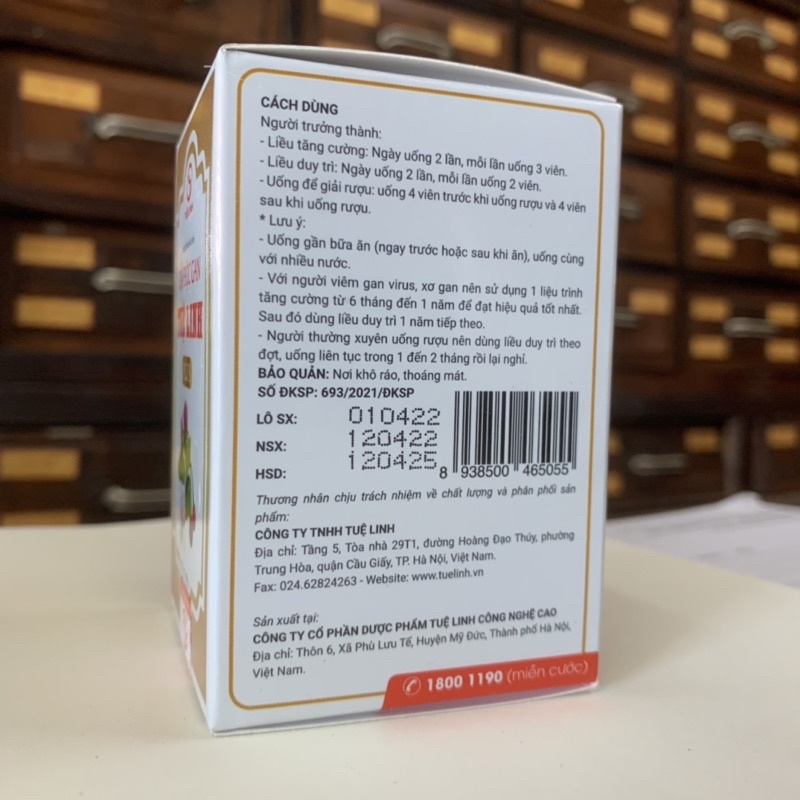 CÁCH DÙNG
Người trưởng thành:
- Liều tăng cường: Ngày uống 2 lần, mỗi lần uống 3 viên.
- Liều duy trì: Ngày uống 2 lần, mỗi lần uống 2 viên.
- Uống để giải rượu: uống 4 viên trước khi uống rượu và 4 viên
sau khi uống rượu.
* Lưu ý:
- Uống gần bữa ăn (ngay trước hoặc sau khi ăn), uống cùng
với nhiều nước.
- Với người viêm gan virus, xơ gan nên sử dụng 1 liệu trình
tăng cường từ 6 tháng đến 1 năm để đạt hiệu quả tốt nhất.
Sau đó dùng liều duy trì 1 năm tiếp theo.
- Người thường xuyên uống rượu nên dùng liều duy trì theo
đợt, uống liên tục trong 1 đến 2 tháng rồi lại nghỉ.
BẢO QUẢN: Nơi khô ráo, thoáng mát.
SỐ ĐKSP: 693/2021/ĐKSP
LÔ SX: 010422
NSX: 120422
HSD: 120425
8 938500 465055
Thương nhân chịu trách nhiệm về chất lượng và phân phối sản
phẩm:
CÔNG TY TNHH TUỆ LINH
Địa chỉ: Tầng 5, Tòa nhà 29T1, đường Hoàng Đạo Thúy, phường
Trung Hòa, quận Cầu Giấy, TP. Hà Nội, Việt Nam.
Fax: 024.62824263 - Website: www.tuelinh.vn
Sản xuất tại:
CÔNG TY CỔ PHẦN DƯỢC PHẨM TUỆ LINH CÔNG NGHỆ CAO
Địa chỉ: Thôn 6, Xã Phù Lưu Tế, Huyện Mỹ Đức, Thành phố Hà Nội,
Việt Nam.
1800 1190 (miễn cước)
GAN
LINH